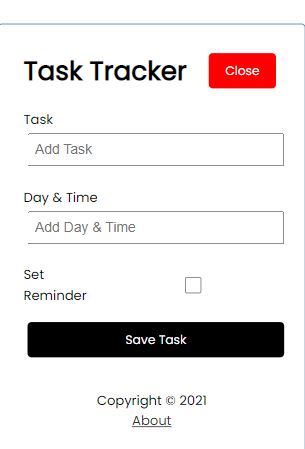 Task Tracker
Close
Task
Add Task
Day & Time
Add Day & Time
Set
Reminder
Save Task
Copyright © 2021
About